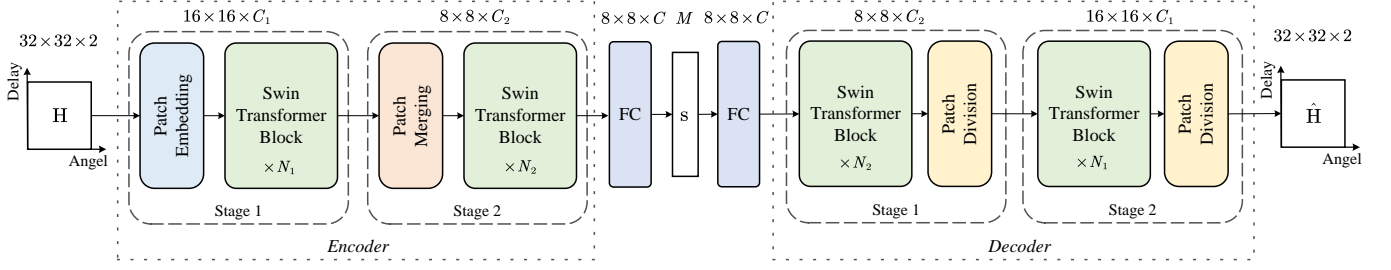 16×16×C₁
8×8×C₂
8×8×C
M
8×8×C
8×8×C₂
16×16×C₁
32×32×2
32×32×2
Delay
H
Angel
Patch
Embedding
Swin
Transformer
Block
×N₁
Stage 1
Patch
Merging
Swin
Transformer
Block
×N₂
Stage 2
Encoder
FC
s
FC
Swin
Transformer
Block
×N₂
Patch
Division
Stage 1
Swin
Transformer
Block
×N₁
Patch
Division
Stage 2
Decoder
Delay
Ĥ
Angel